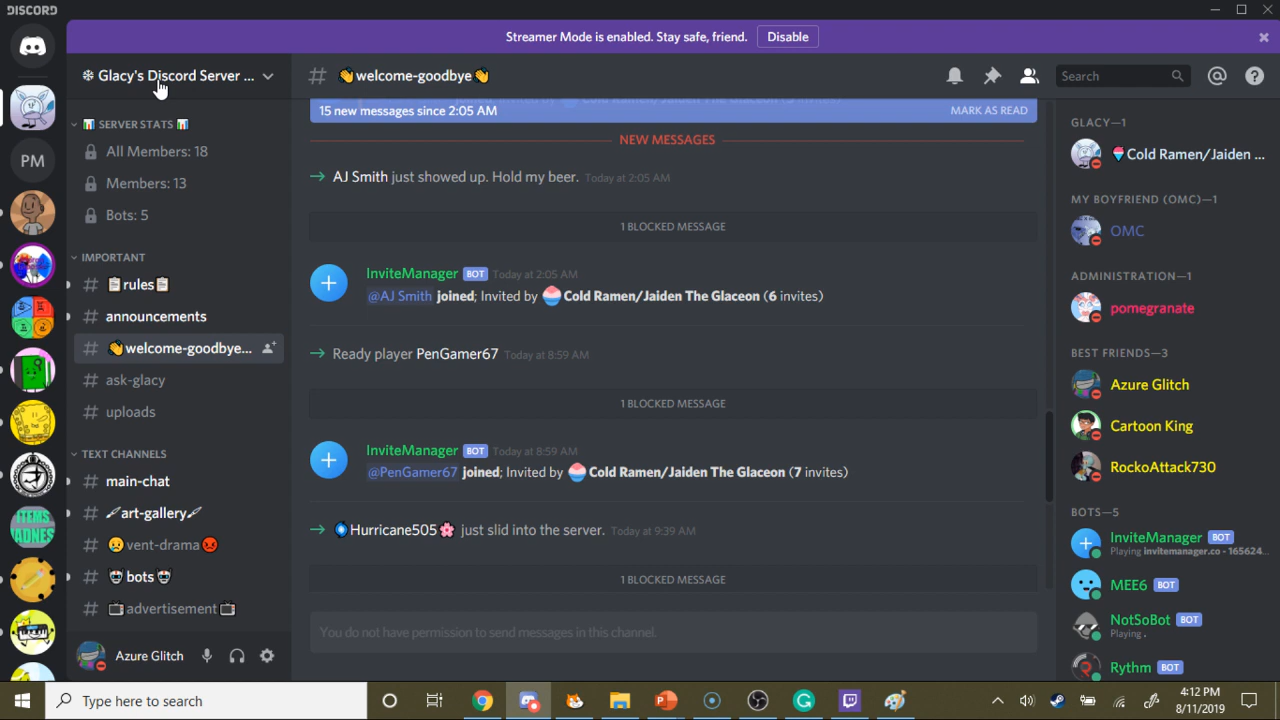 DISCORD
Streamer Mode is enabled. Stay safe, friend.
Disable
Glacy's Discord Server ...
welcome-goodbye
Search
15 new messages since 2:05 AM
MARK AS READ
SERVER STATS
All Members: 18
Members: 13
Bots: 5
IMPORTANT
rules
announcements
welcome-goodbye...
ask-glacy
uploads
TEXT CHANNELS
main-chat
art-gallery
vent-drama
bots
advertisement
Azure Glitch
PM
ITEMS
NEW MESSAGES
AJ Smith just showed up. Hold my beer. Today at 2:05 AM
1 BLOCKED MESSAGE
InviteManager BOT Today at 2:05 AM
@AJ Smith joined; Invited by Cold Ramen/Jaiden The Glaceon (6 invites)
Ready player PenGamer67 Today at 8:59 AM
1 BLOCKED MESSAGE
InviteManager BOT Today at 8:59 AM
@PenGamer67 joined; Invited by Cold Ramen/Jaiden The Glaceon (7 invites)
Hurricane505 just slid into the server. Today at 9:39 AM
1 BLOCKED MESSAGE
You do not have permission to send messages in this channel.
GLACY—1
Cold Ramen/Jaiden ...
MY BOYFRIEND (OMC)—1
OMC
ADMINISTRATION—1
pomegranate
BEST FRIENDS—3
Azure Glitch
Cartoon King
RockoAttack730
BOTS—5
InviteManager BOT
Playing invitemanager.co - 165624...
MEE6 BOT
NotSoBot BOT
Playing .
Rythm BOT
Type here to search
4:12 PM
8/11/2019